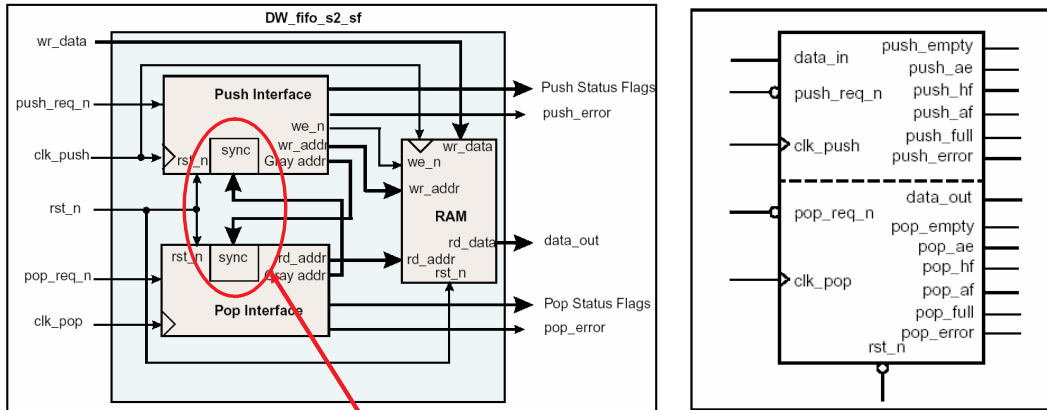 DW_fifo_s2_sf
wr_data
Push Interface
Push Status Flags
push_req_n
push_error
we_n
wr_addr
Gray addr
wr_data
we_n
clk_push
rst_n
sync
wr_addr
rst_n
RAM
rd_data
data_out
rst_n
sync
rd_addr
Gray addr
rd_addr
rst_n
pop_req_n
Pop Interface
Pop Status Flags
clk_pop
pop_error
data_in
push_req_n
clk_push
push_empty
push_ae
push_hf
push_af
push_full
push_error
pop_req_n
clk_pop
data_out
pop_empty
pop_ae
pop_hf
pop_af
pop_full
pop_error
rst_n